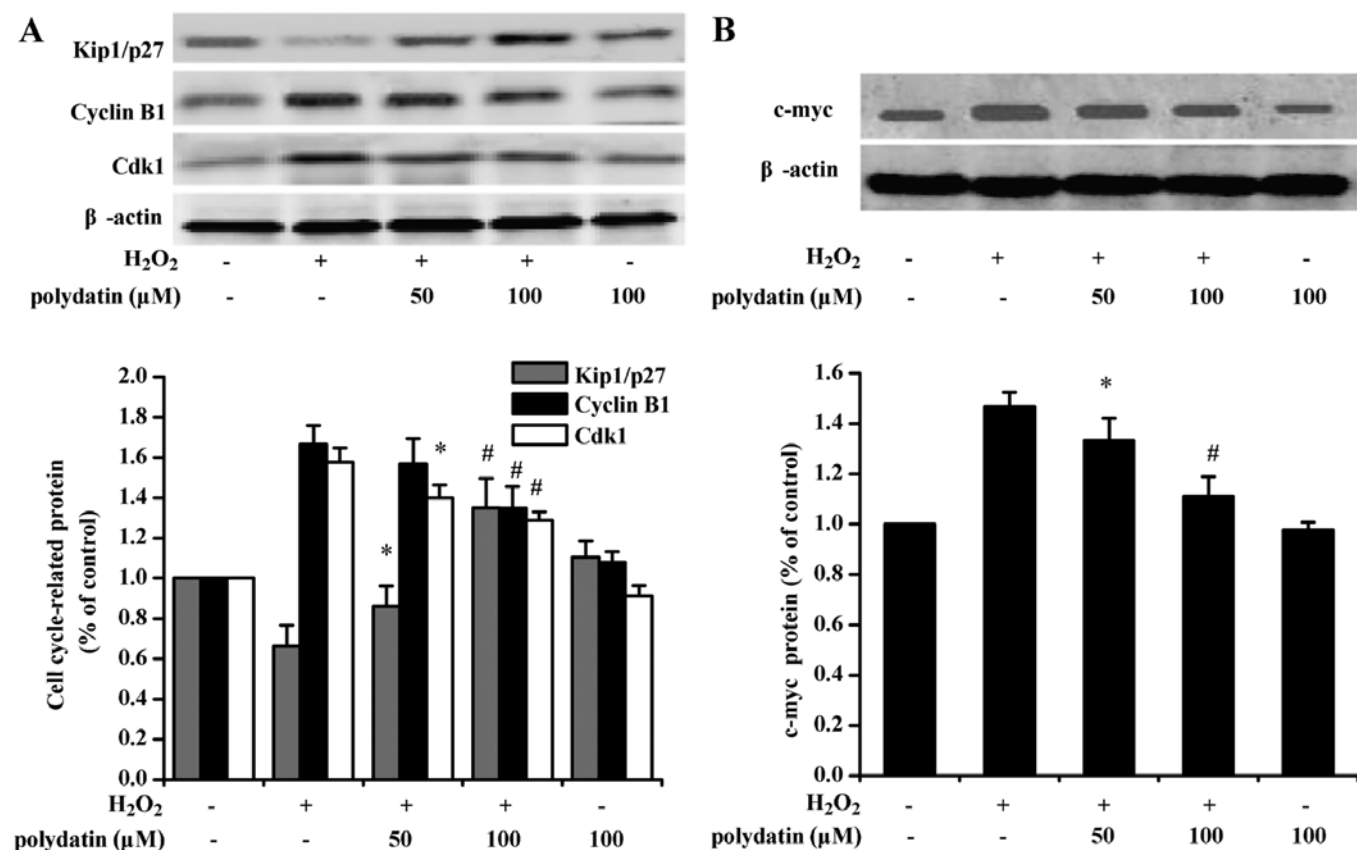 A
Kip1/p27
Cyclin B1
Cdk1
β -actin
H₂O₂ - + + + -
polydatin (µM) - - 50 100 100
B
c-myc
β -actin
H₂O₂ - + + + -
polydatin (µM) - - 50 100 100
Cell cycle-related protein
(% of control)
2.0
1.8
1.6
1.4
1.2
1.0
0.8
0.6
0.4
0.2
0.0
Kip1/p27
Cyclin B1
Cdk1
*
*
#
#
#
H₂O₂ - + + + -
polydatin (µM) - - 50 100 100
c-myc protein (% of control)
1.6
1.4
1.2
1.0
0.8
0.6
0.4
0.2
0.0
*
#
H₂O₂ - + + + -
polydatin (µM) - - 50 100 100